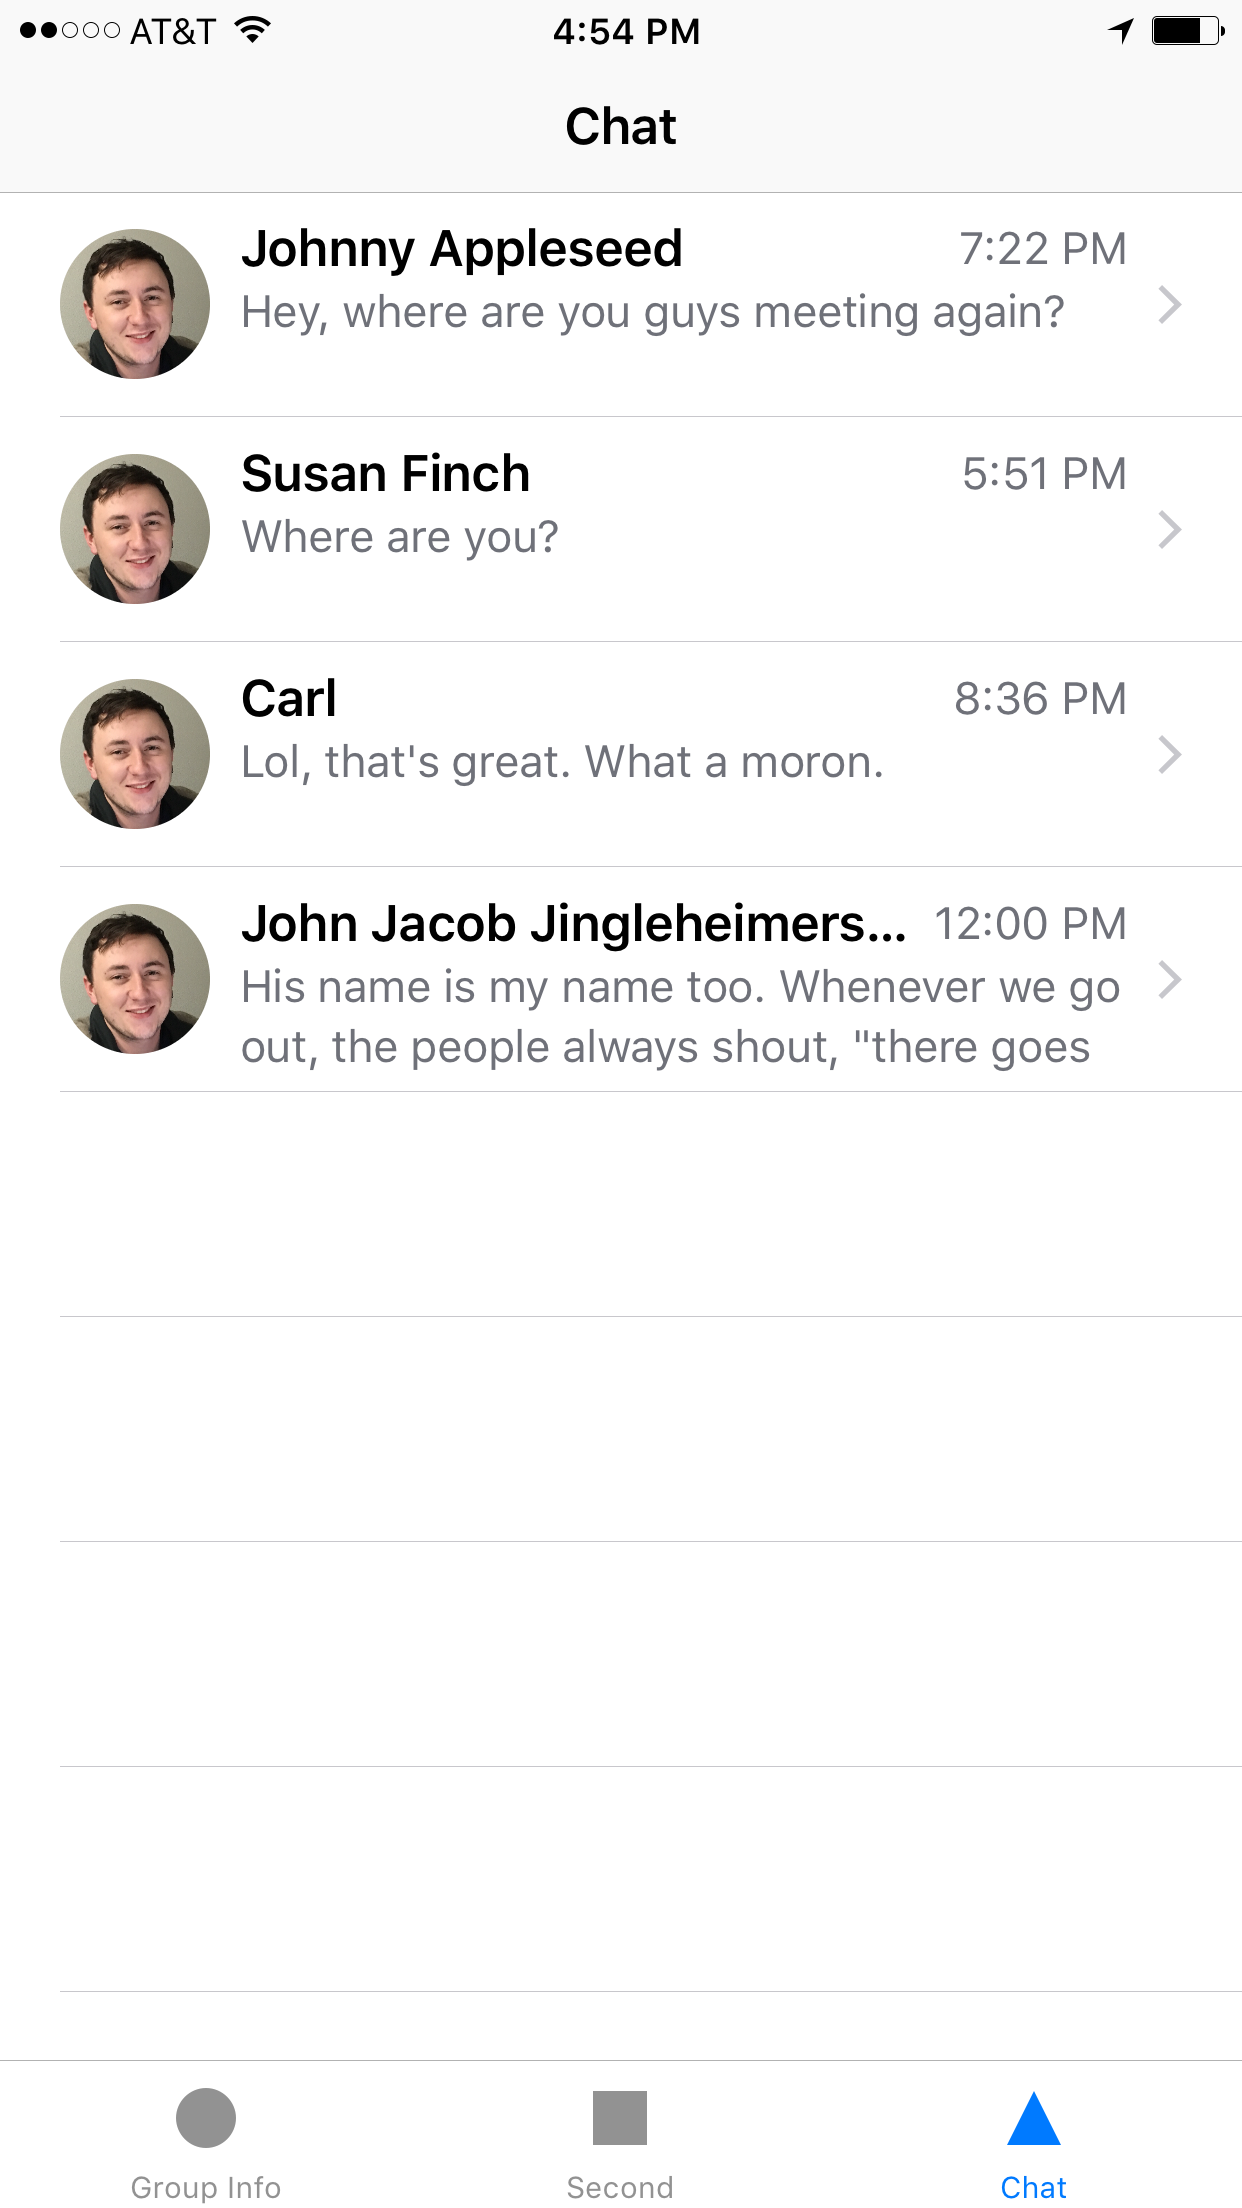 AT&T 4:54 PM
Chat
Johnny Appleseed 7:22 PM
Hey, where are you guys meeting again?
Susan Finch 5:51 PM
Where are you?
Carl 8:36 PM
Lol, that's great. What a moron.
John Jacob Jingleheimers... 12:00 PM
His name is my name too. Whenever we go
out, the people always shout, "there goes
Group Info Second Chat